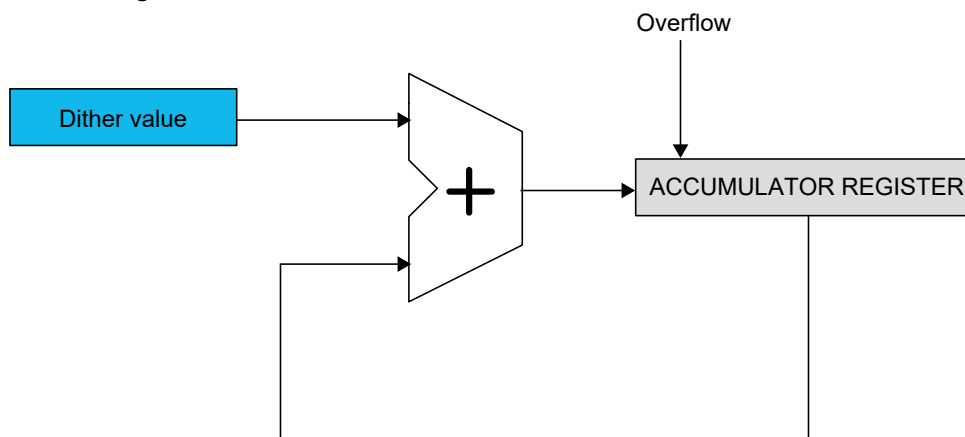 Overflow
Dither value
+
ACCUMULATOR REGISTER